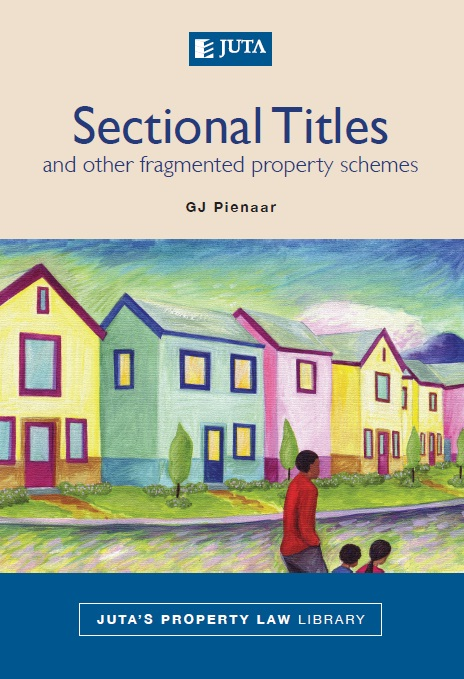 JUTA
Sectional Titles
and other fragmented property schemes
GJ Pienaar
JUTA'S PROPERTY LAW LIBRARY